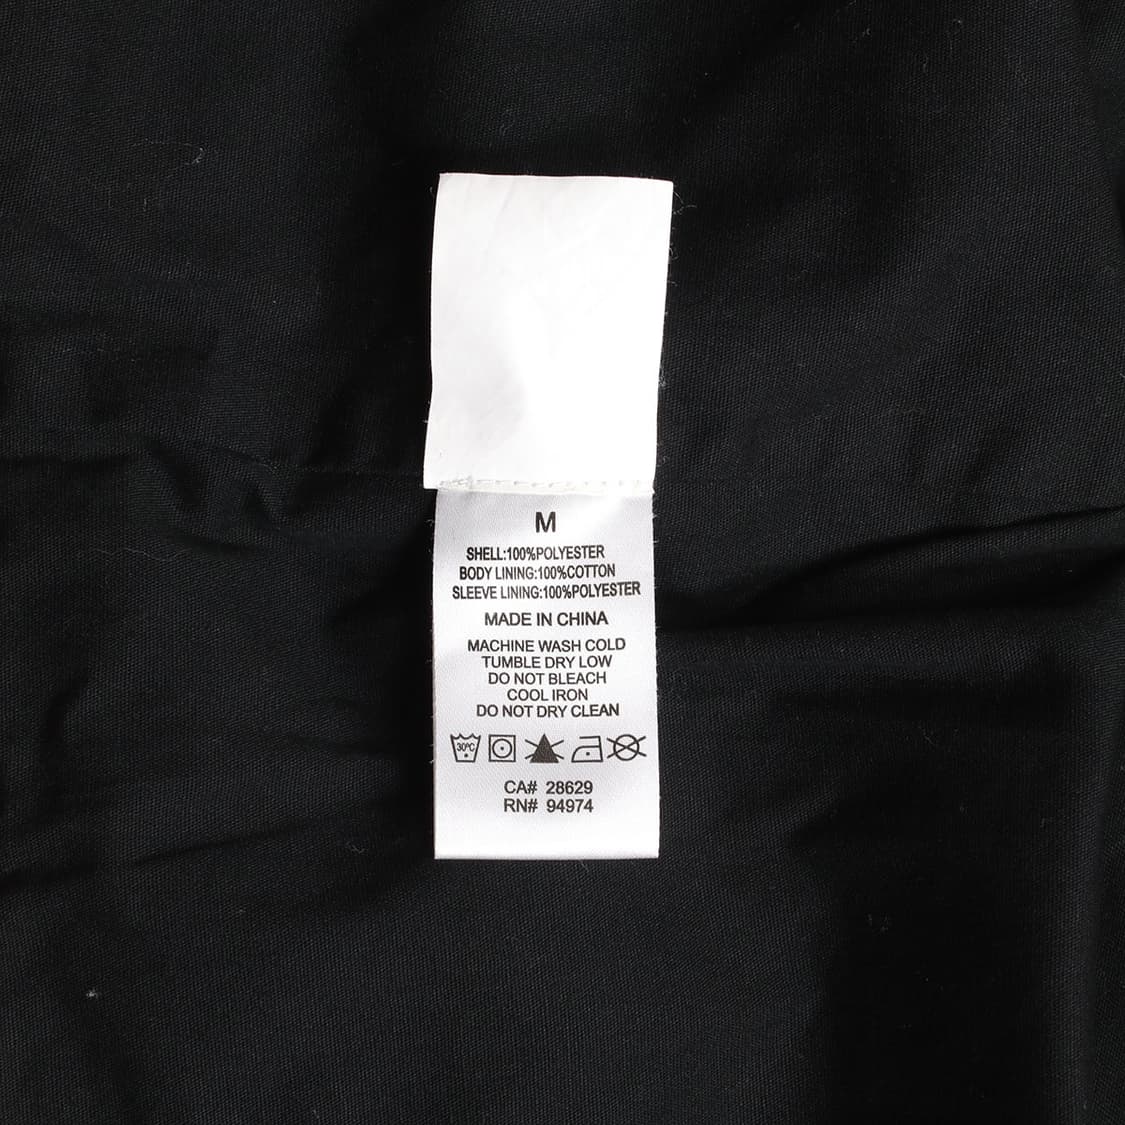 M
SHELL:100%POLYESTER
BODY LINING:100%COTTON
SLEEVE LINING:100%POLYESTER
MADE IN CHINA
MACHINE WASH COLD
TUMBLE DRY LOW
DO NOT BLEACH
COOL IRON
DO NOT DRY CLEAN
30ºC
CA# 28629
RN# 94974